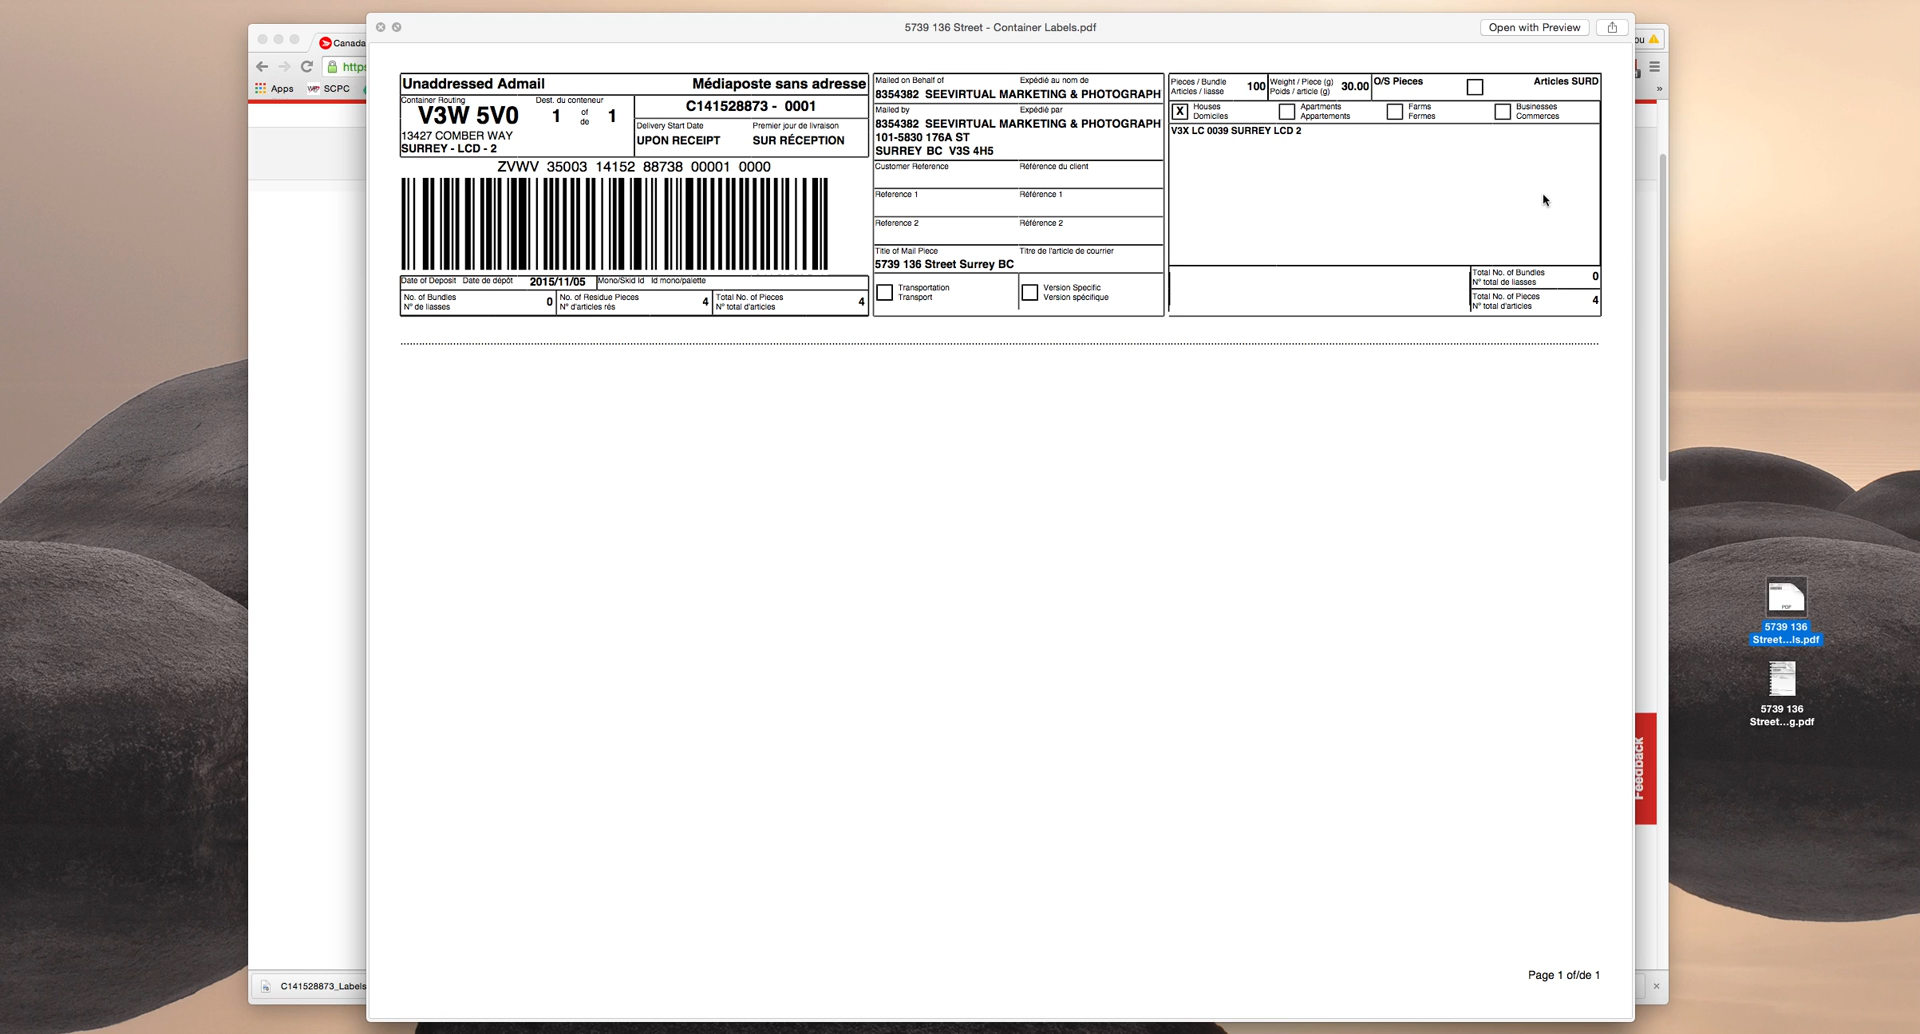 5739 136 Street - Container Labels.pdf
Open with Preview
Canada
ou
https
Apps
SCPC
»
Unaddressed Admail
Médiaposte sans adresse
Container Routing
Dest. du conteneur
V3W 5V0
1 of de 1
13427 COMBER WAY
SURREY - LCD - 2
C141528873 - 0001
Delivery Start Date
Premier jour de livraison
UPON RECEIPT
SUR RÉCEPTION
ZVWV 35003 14152 88738 00001 0000
Date of Deposit Date de dépôt 2015/11/05
Mono/Skid Id Id mono/palette
No. of Bundles
Nº de liasses
0
No. of Residue Pieces
Nº d'articles rés
4
Total No. of Pieces
Nº total d'articles
4
Mailed on Behalf of
Expédié au nom de
8354382 SEEVIRTUAL MARKETING & PHOTOGRAPH
Mailed by
Expédié par
8354382 SEEVIRTUAL MARKETING & PHOTOGRAPH
101-5830 176A ST
SURREY BC V3S 4H5
Customer Reference
Référence du client
Reference 1
Référence 1
Reference 2
Référence 2
Title of Mail Piece
Titre de l'article de courrier
5739 136 Street Surrey BC
Transportation
Transport
Version Specific
Version spécifique
Pieces / Bundle
Articles / liasse
100
Weight / Piece (g)
Poids / article (g)
30.00
O/S Pieces
Articles SURD
X
Houses
Domiciles
Apartments
Appartements
Farms
Fermes
Businesses
Commerces
V3X LC 0039 SURREY LCD 2
Total No. of Bundles
Nº total de liasses
0
Total No. of Pieces
Nº total d'articles
4
Page 1 of/de 1
PDF
5739 136
Street...ls.pdf
5739 136
Street...g.pdf
Feedback
C141528873_Labels